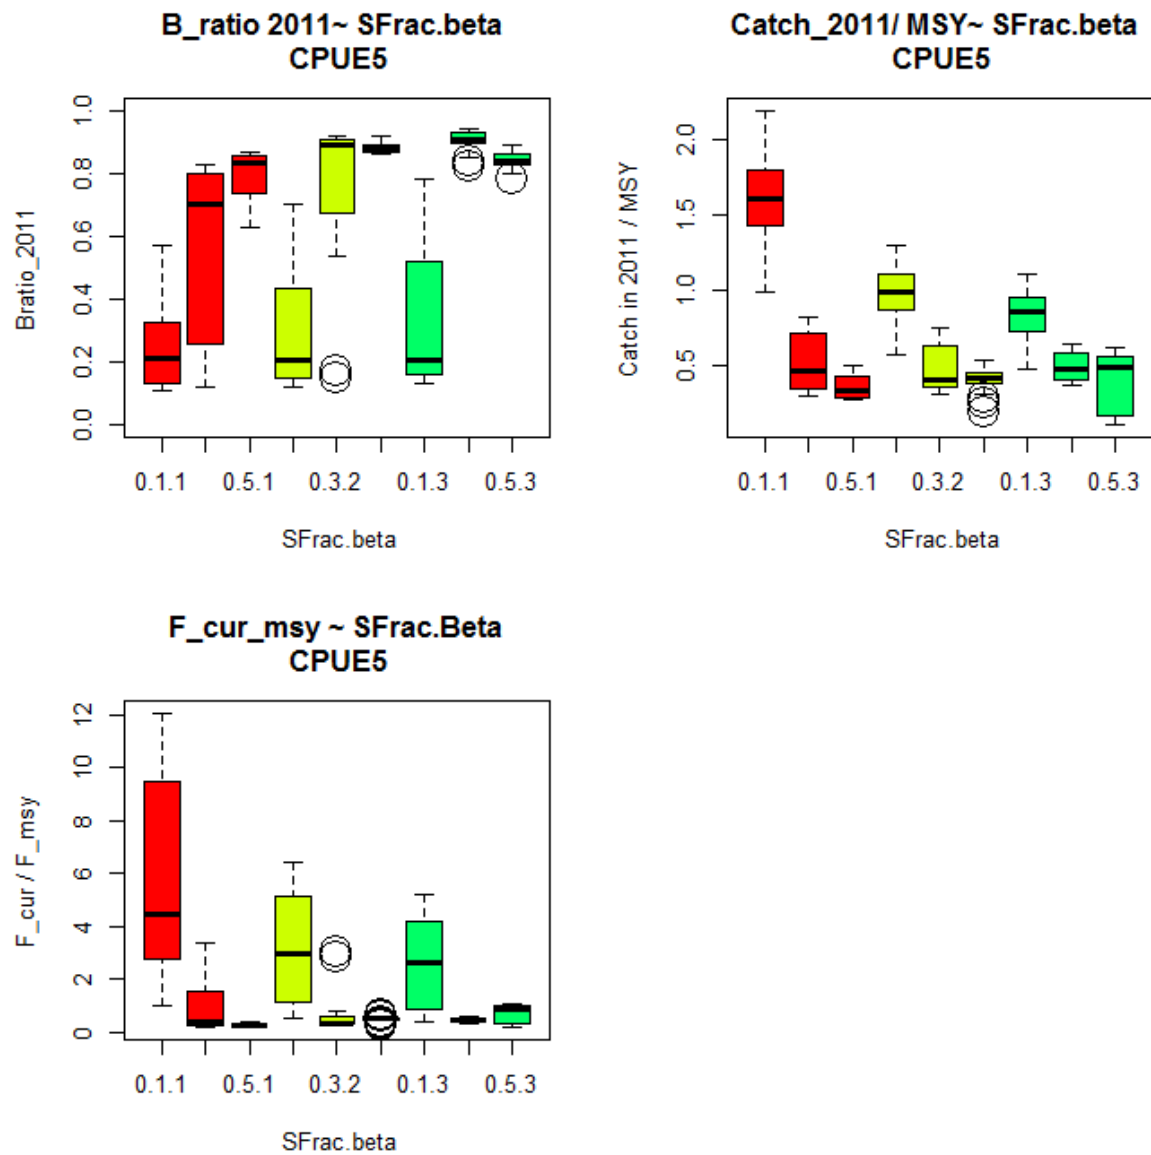 B_ratio 2011~ SFrac.beta
CPUE5
Bratio_2011
1.0
0.8
0.6
0.4
0.2
0.0
0.1.1 0.5.1 0.3.2 0.1.3 0.5.3
SFrac.beta
Catch_2011/ MSY~ SFrac.beta
CPUE5
Catch in 2011 / MSY
2.0
1.5
1.0
0.5
0.1.1 0.5.1 0.3.2 0.1.3 0.5.3
SFrac.beta
F_cur_msy ~ SFrac.Beta
CPUE5
F_cur / F_msy
12
10
8
6
4
2
0
0.1.1 0.5.1 0.3.2 0.1.3 0.5.3
SFrac.beta